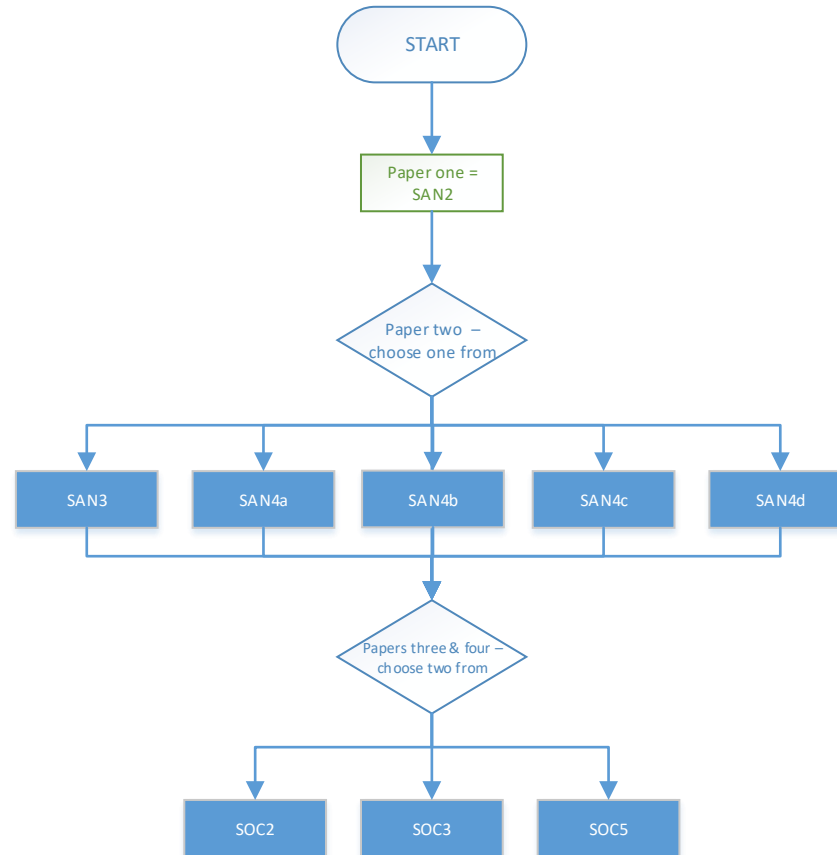 START
Paper one =
SAN2
Paper two –
choose one from
SAN3
SAN4a
SAN4b
SAN4c
SAN4d
Papers three & four –
choose two from
SOC2
SOC3
SOC5